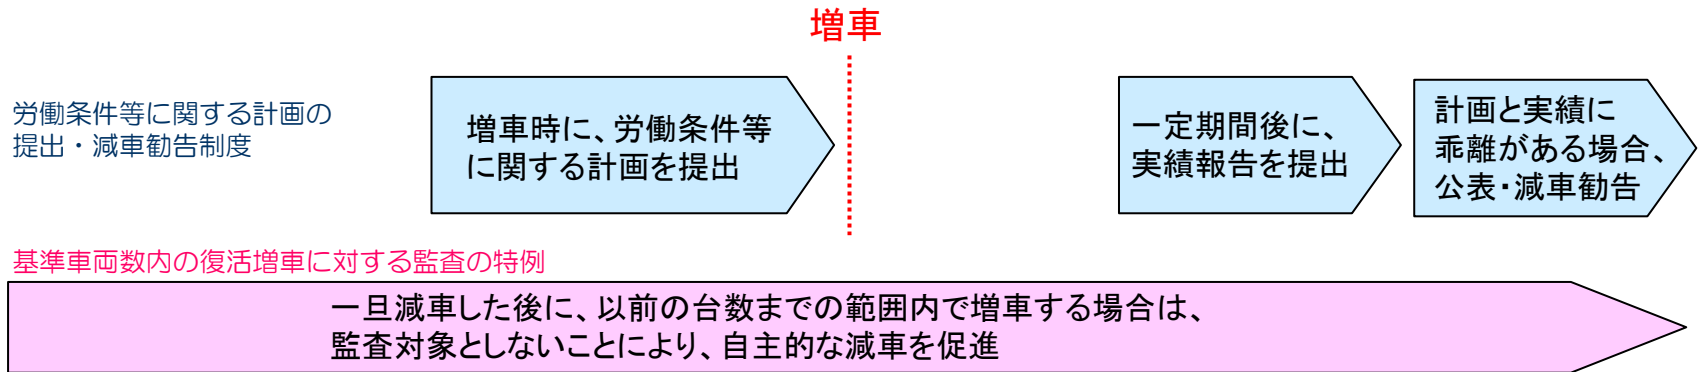 増車
労働条件等に関する計画の
提出・減車勧告制度
増車時に、労働条件等
に関する計画を提出
一定期間後に、
実績報告を提出
計画と実績に
乖離がある場合、
公表・減車勧告
基準車両数内の復活増車に対する監査の特例
一旦減車した後に、以前の台数までの範囲内で増車する場合は、
監査対象としないことにより、自主的な減車を促進